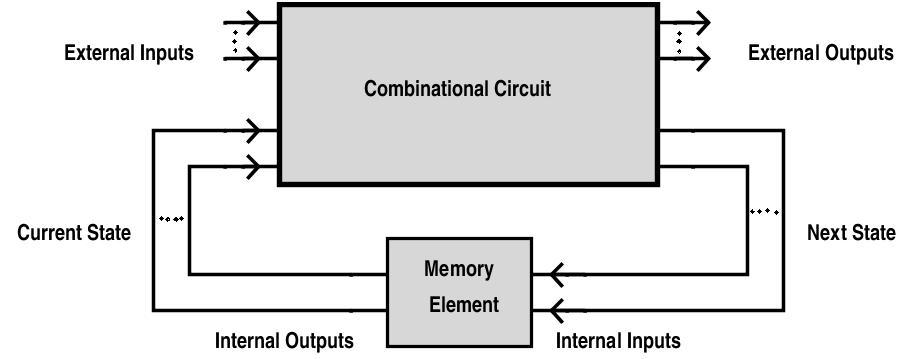 External Inputs
External Outputs
Combinational Circuit
Current State
Next State
Memory
Element
Internal Outputs
Internal Inputs